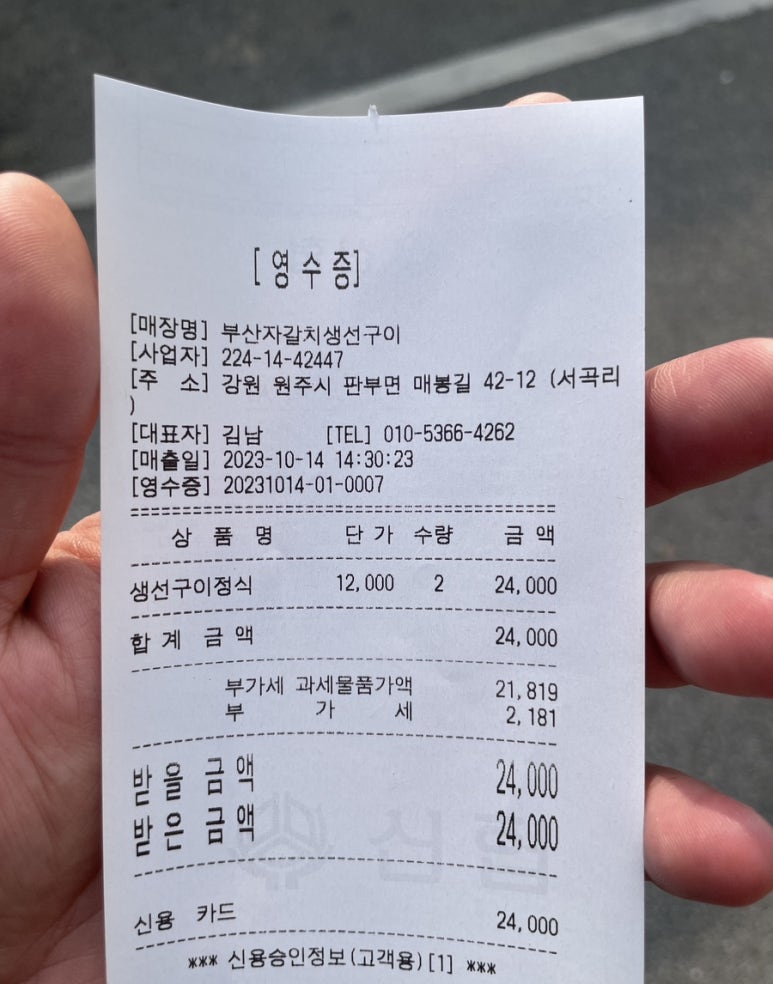 [영수증]
[매장명] 부산자갈치생선구이
[사업자] 224-14-42447
[주 소] 강원 원주시 판부면 매봉길 42-12 (서곡리
)
[대표자] 김남 [TEL] 010-5366-4262
[매출일] 2023-10-14 14:30:23
[영수증] 20231014-01-0007
상 품 명 단 가 수량 금 액
생선구이정식 12,000 2 24,000
합 계 금 액 24,000
부가세 과세물품가액 21,819
부 가 세 2,181
받 을 금 액 24,000
받 은 금 액 24,000
신용 카드 24,000
*** 신용승인정보(고객용)[1] ***
신협